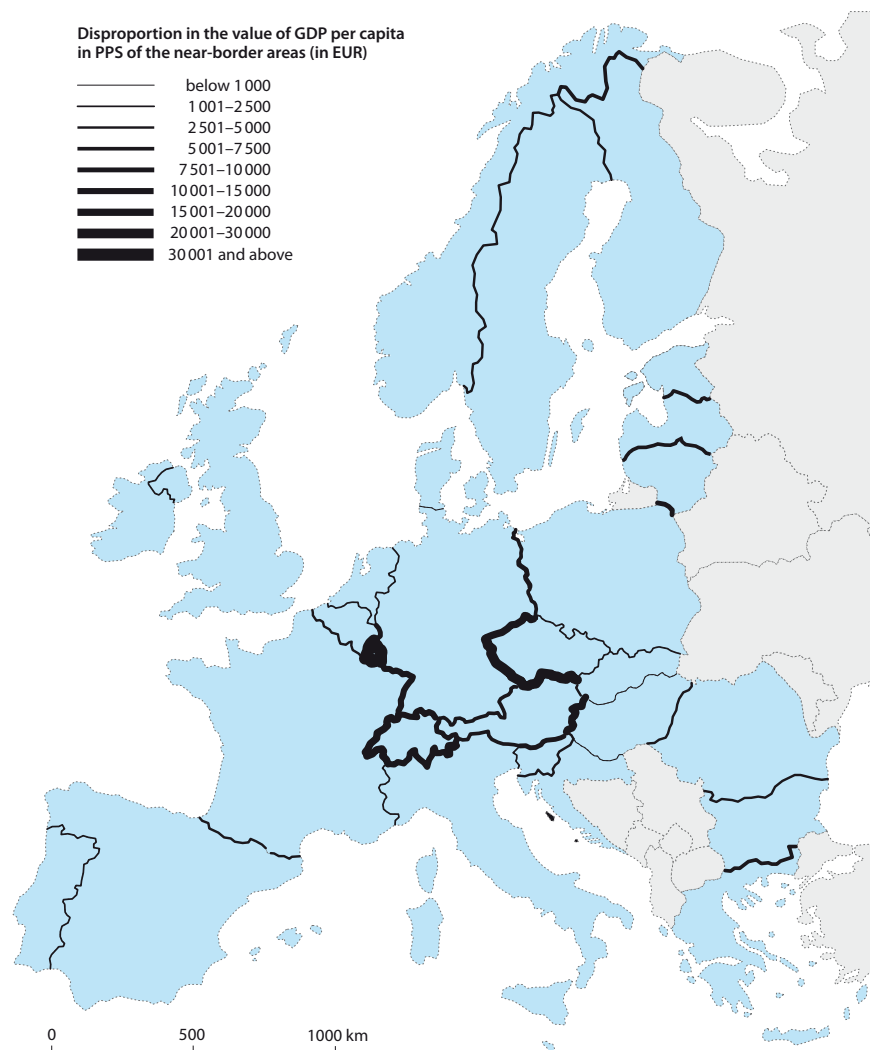 Disproportion in the value of GDP per capita
in PPS of the near-border areas (in EUR)
below 1 000
1 001–2 500
2 501–5 000
5 001–7 500
7 501–10 000
10 001–15 000
15 001–20 000
20 001–30 000
30 001 and above
0 500 1000 km